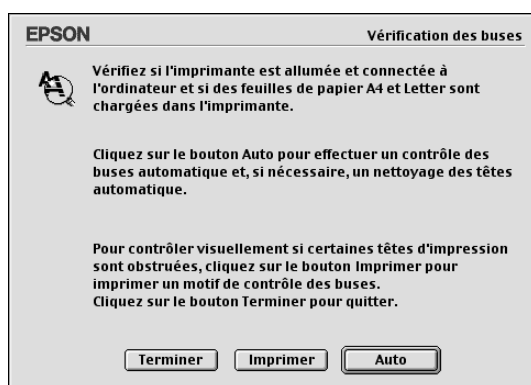 EPSON
Vérification des buses
Vérifiez si l'imprimante est allumée et connectée à
l'ordinateur et si des feuilles de papier A4 et Letter sont
chargées dans l'imprimante.
Cliquez sur le bouton Auto pour effectuer un contrôle des
buses automatique et, si nécessaire, un nettoyage des têtes
automatique.
Pour contrôler visuellement si certaines têtes d'impression
sont obstruées, cliquez sur le bouton Imprimer pour
imprimer un motif de contrôle des buses.
Cliquez sur le bouton Terminer pour quitter.
Terminer
Imprimer
Auto